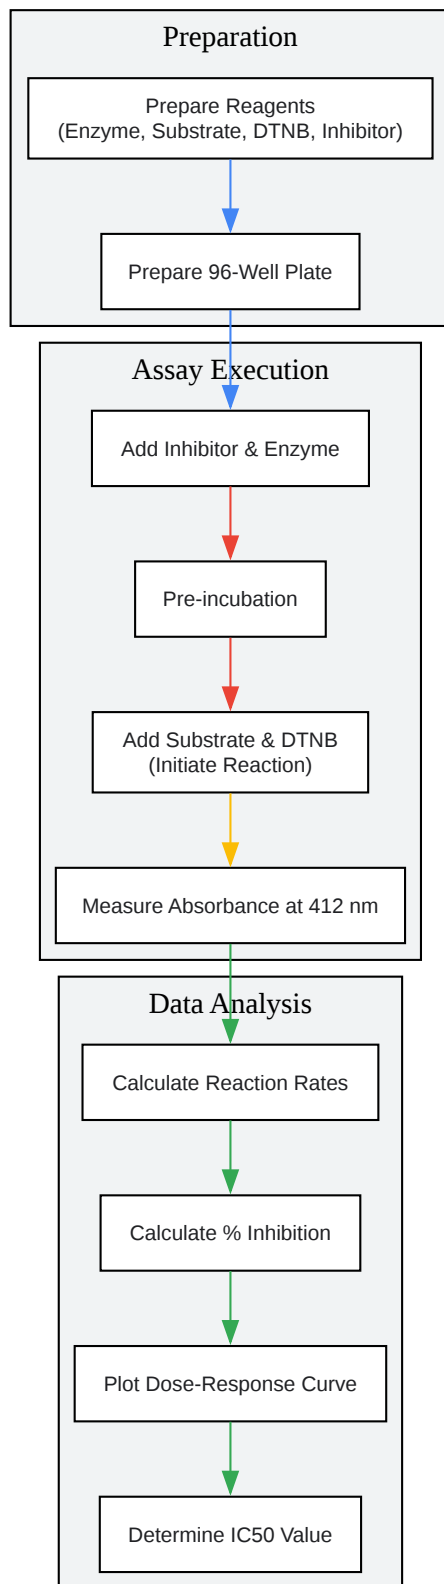 Preparation
Prepare Reagents
(Enzyme, Substrate, DTNB, Inhibitor)
Prepare 96-Well Plate
Assay Execution
Add Inhibitor & Enzyme
Pre-incubation
Add Substrate & DTNB
(Initiate Reaction)
Measure Absorbance at 412 nm
Data Analysis
Calculate Reaction Rates
Calculate % Inhibition
Plot Dose-Response Curve
Determine IC50 Value